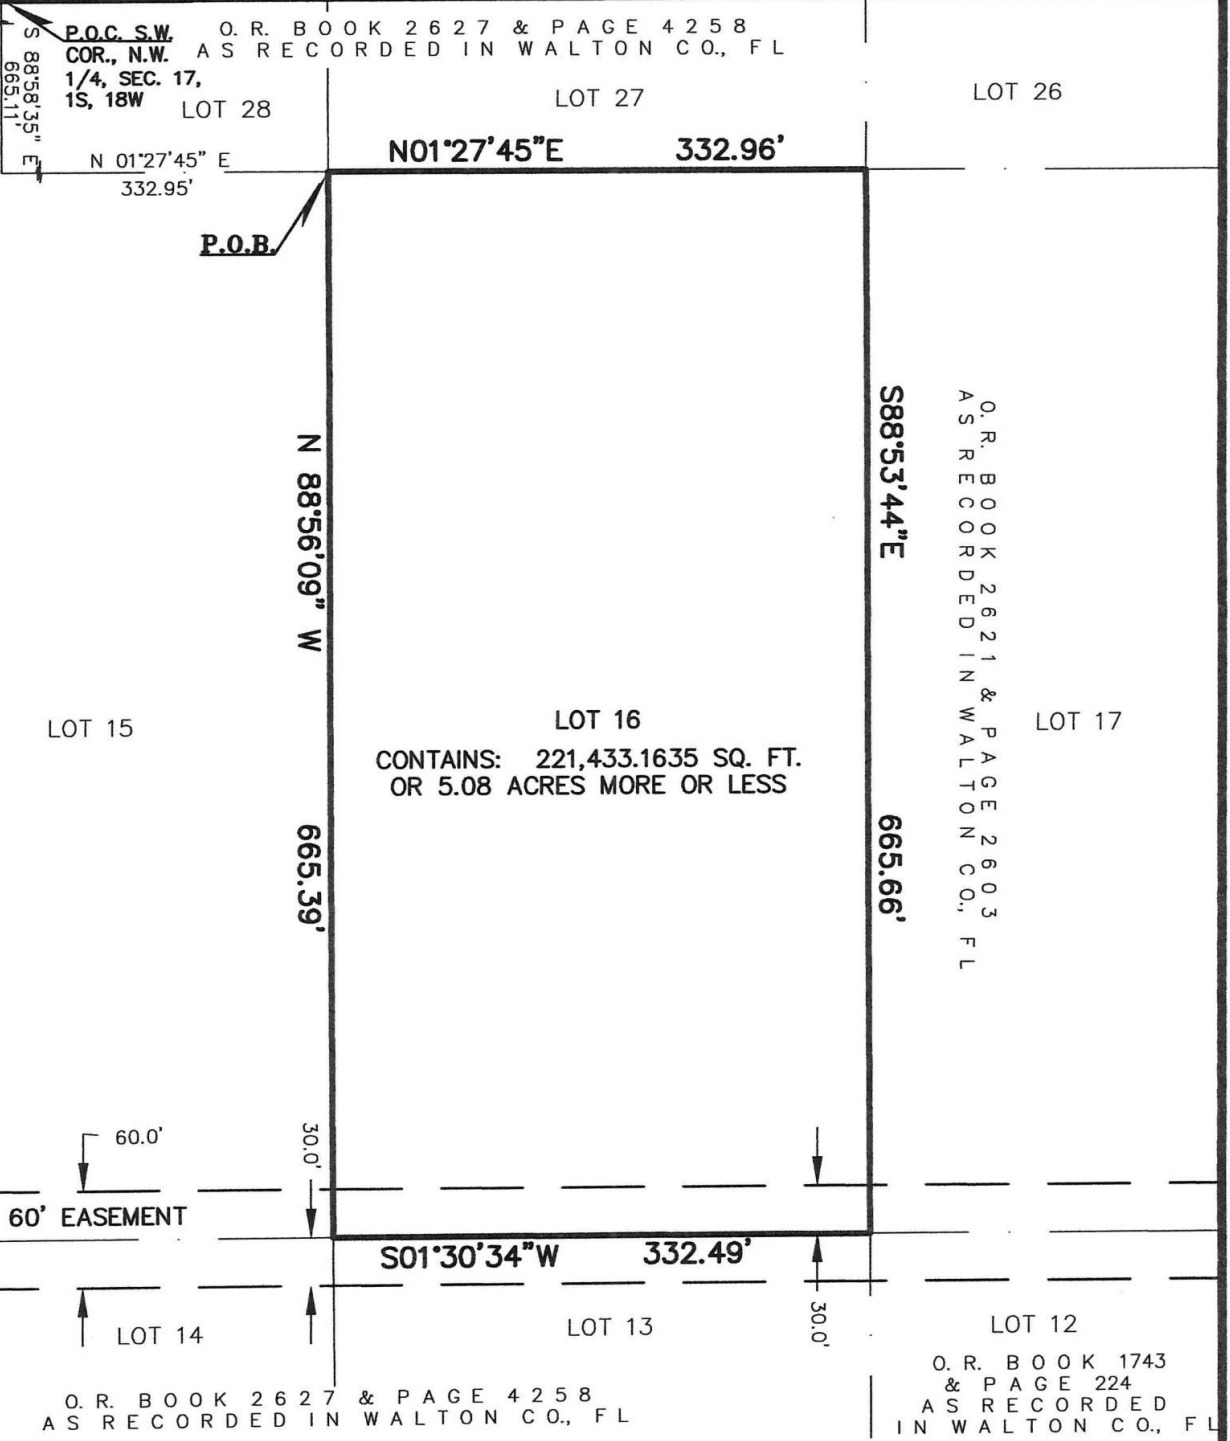 P.O.C. S.W.
COR., N.W.
1/4, SEC. 17,
1S, 18W
O.R. BOOK 2627 & PAGE 4258
AS RECORDED IN WALTON CO., FL
S 88°58'35" E
665.11'
LOT 28
LOT 27
LOT 26
N 01°27'45" E
332.95'
N01°27'45"E 332.96'
P.O.B.
N 88°56'09" W 665.39'
S88°53'44"E 665.66'
O.R. BOOK 2621 & PAGE 2603
AS RECORDED IN WALTON CO., FL
LOT 15
LOT 16
CONTAINS: 221,433.1635 SQ. FT.
OR 5.08 ACRES MORE OR LESS
LOT 17
60.0'
30.0'
60' EASEMENT
S01°30'34"W 332.49'
30.0'
LOT 14
LOT 13
LOT 12
O.R. BOOK 2627 & PAGE 4258
AS RECORDED IN WALTON CO., FL
O.R. BOOK 1743
& PAGE 224
AS RECORDED
IN WALTON CO., FL